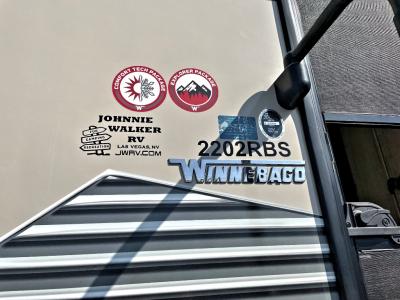 COMFORT TECH PACKAGE
W
EXPLORER PACKAGE
W
JOHNNIE
WALKER
RV
LAS VEGAS, NV
JWRV.COM
2202RBS
WINNEBAGO